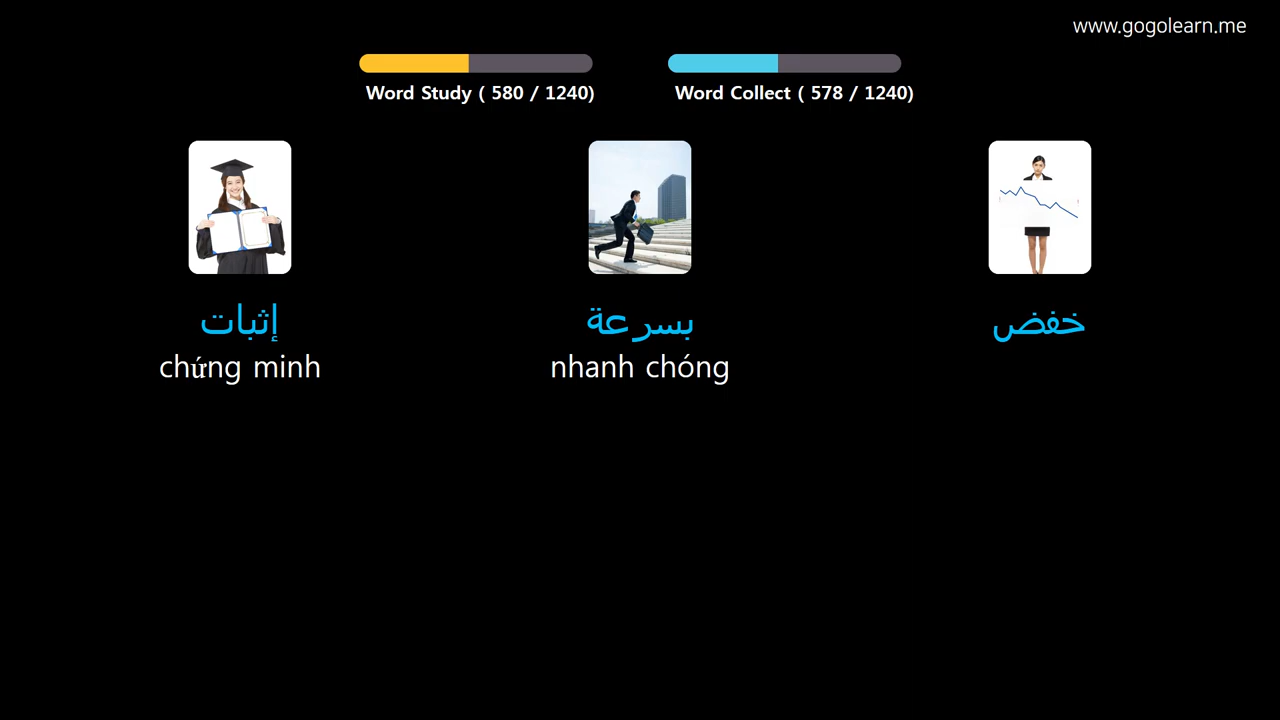 www.gogolearn.me
Word Study ( 580 / 1240)
Word Collect ( 578 / 1240)
إثبات
chứng minh
بسرعة
nhanh chóng
خفض